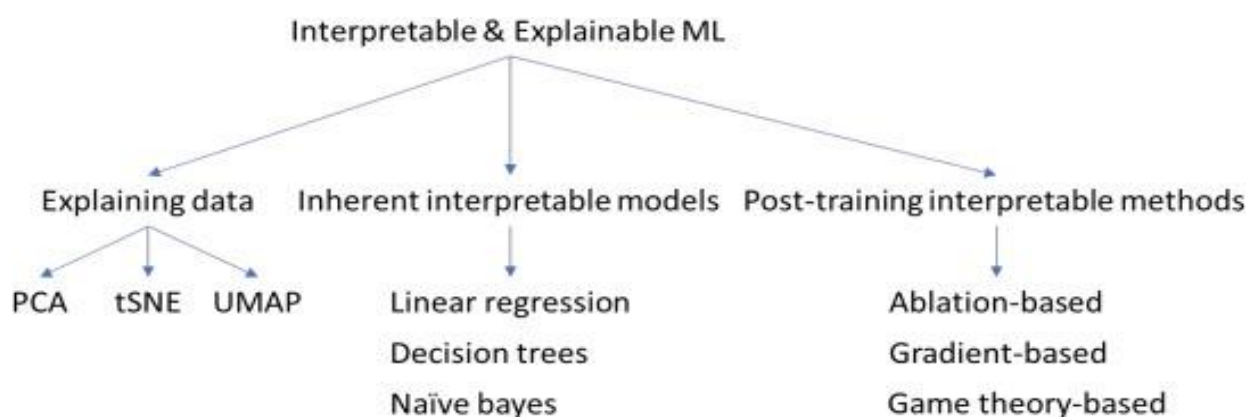 Interpretable & Explainable ML
Explaining data
Inherent interpretable models
Post-training interpretable methods
PCA
tSNE
UMAP
Linear regression
Decision trees
Naïve bayes
Ablation-based
Gradient-based
Game theory-based